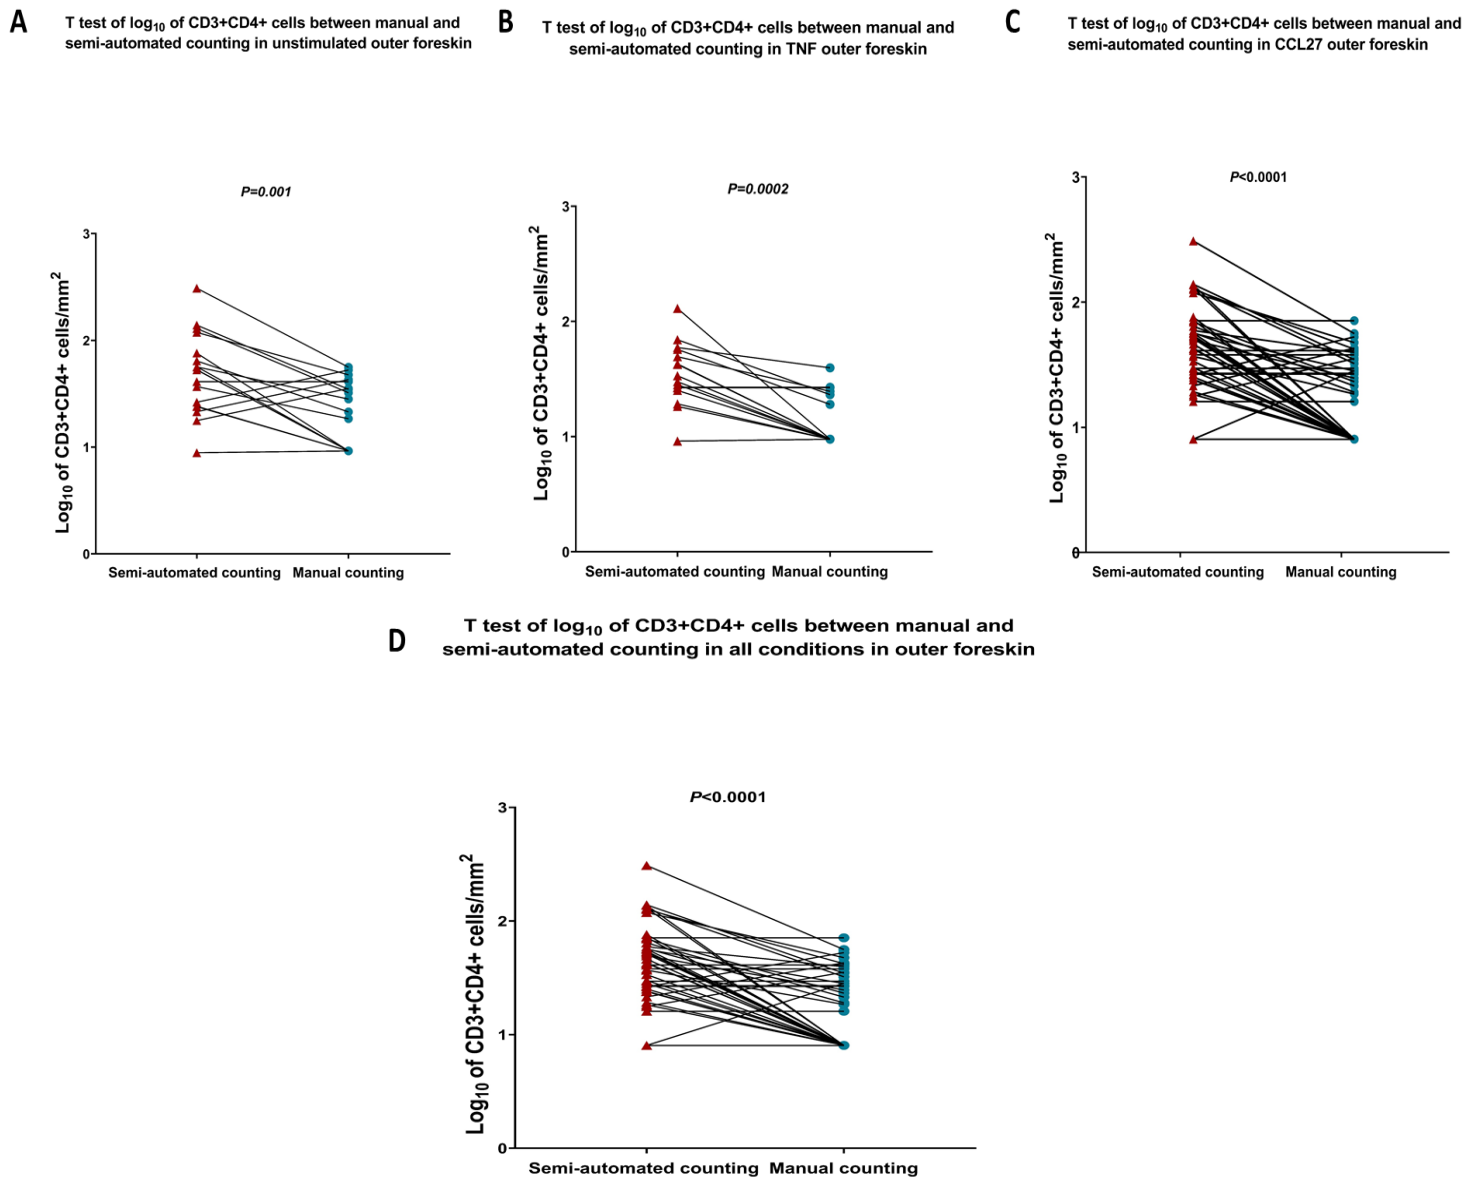 A
T test of log10 of CD3+CD4+ cells between manual and
semi-automated counting in unstimulated outer foreskin
P=0.001
3
2
1
0
Log10 of CD3+CD4+ cells/mm2
Semi-automated counting Manual counting
B
T test of log10 of CD3+CD4+ cells between manual and
semi-automated counting in TNF outer foreskin
P=0.0002
3
2
1
0
Log10 of CD3+CD4+ cells/mm2
Semi-automated counting Manual counting
C
T test of log10 of CD3+CD4+ cells between manual and
semi-automated counting in CCL27 outer foreskin
P<0.0001
3
2
1
0
Log10 of CD3+CD4+ cells/mm2
Semi-automated counting Manual counting
D
T test of log10 of CD3+CD4+ cells between manual and
semi-automated counting in all conditions in outer foreskin
P<0.0001
3
2
1
0
Log10 of CD3+CD4+ cells/mm2
Semi-automated counting Manual counting